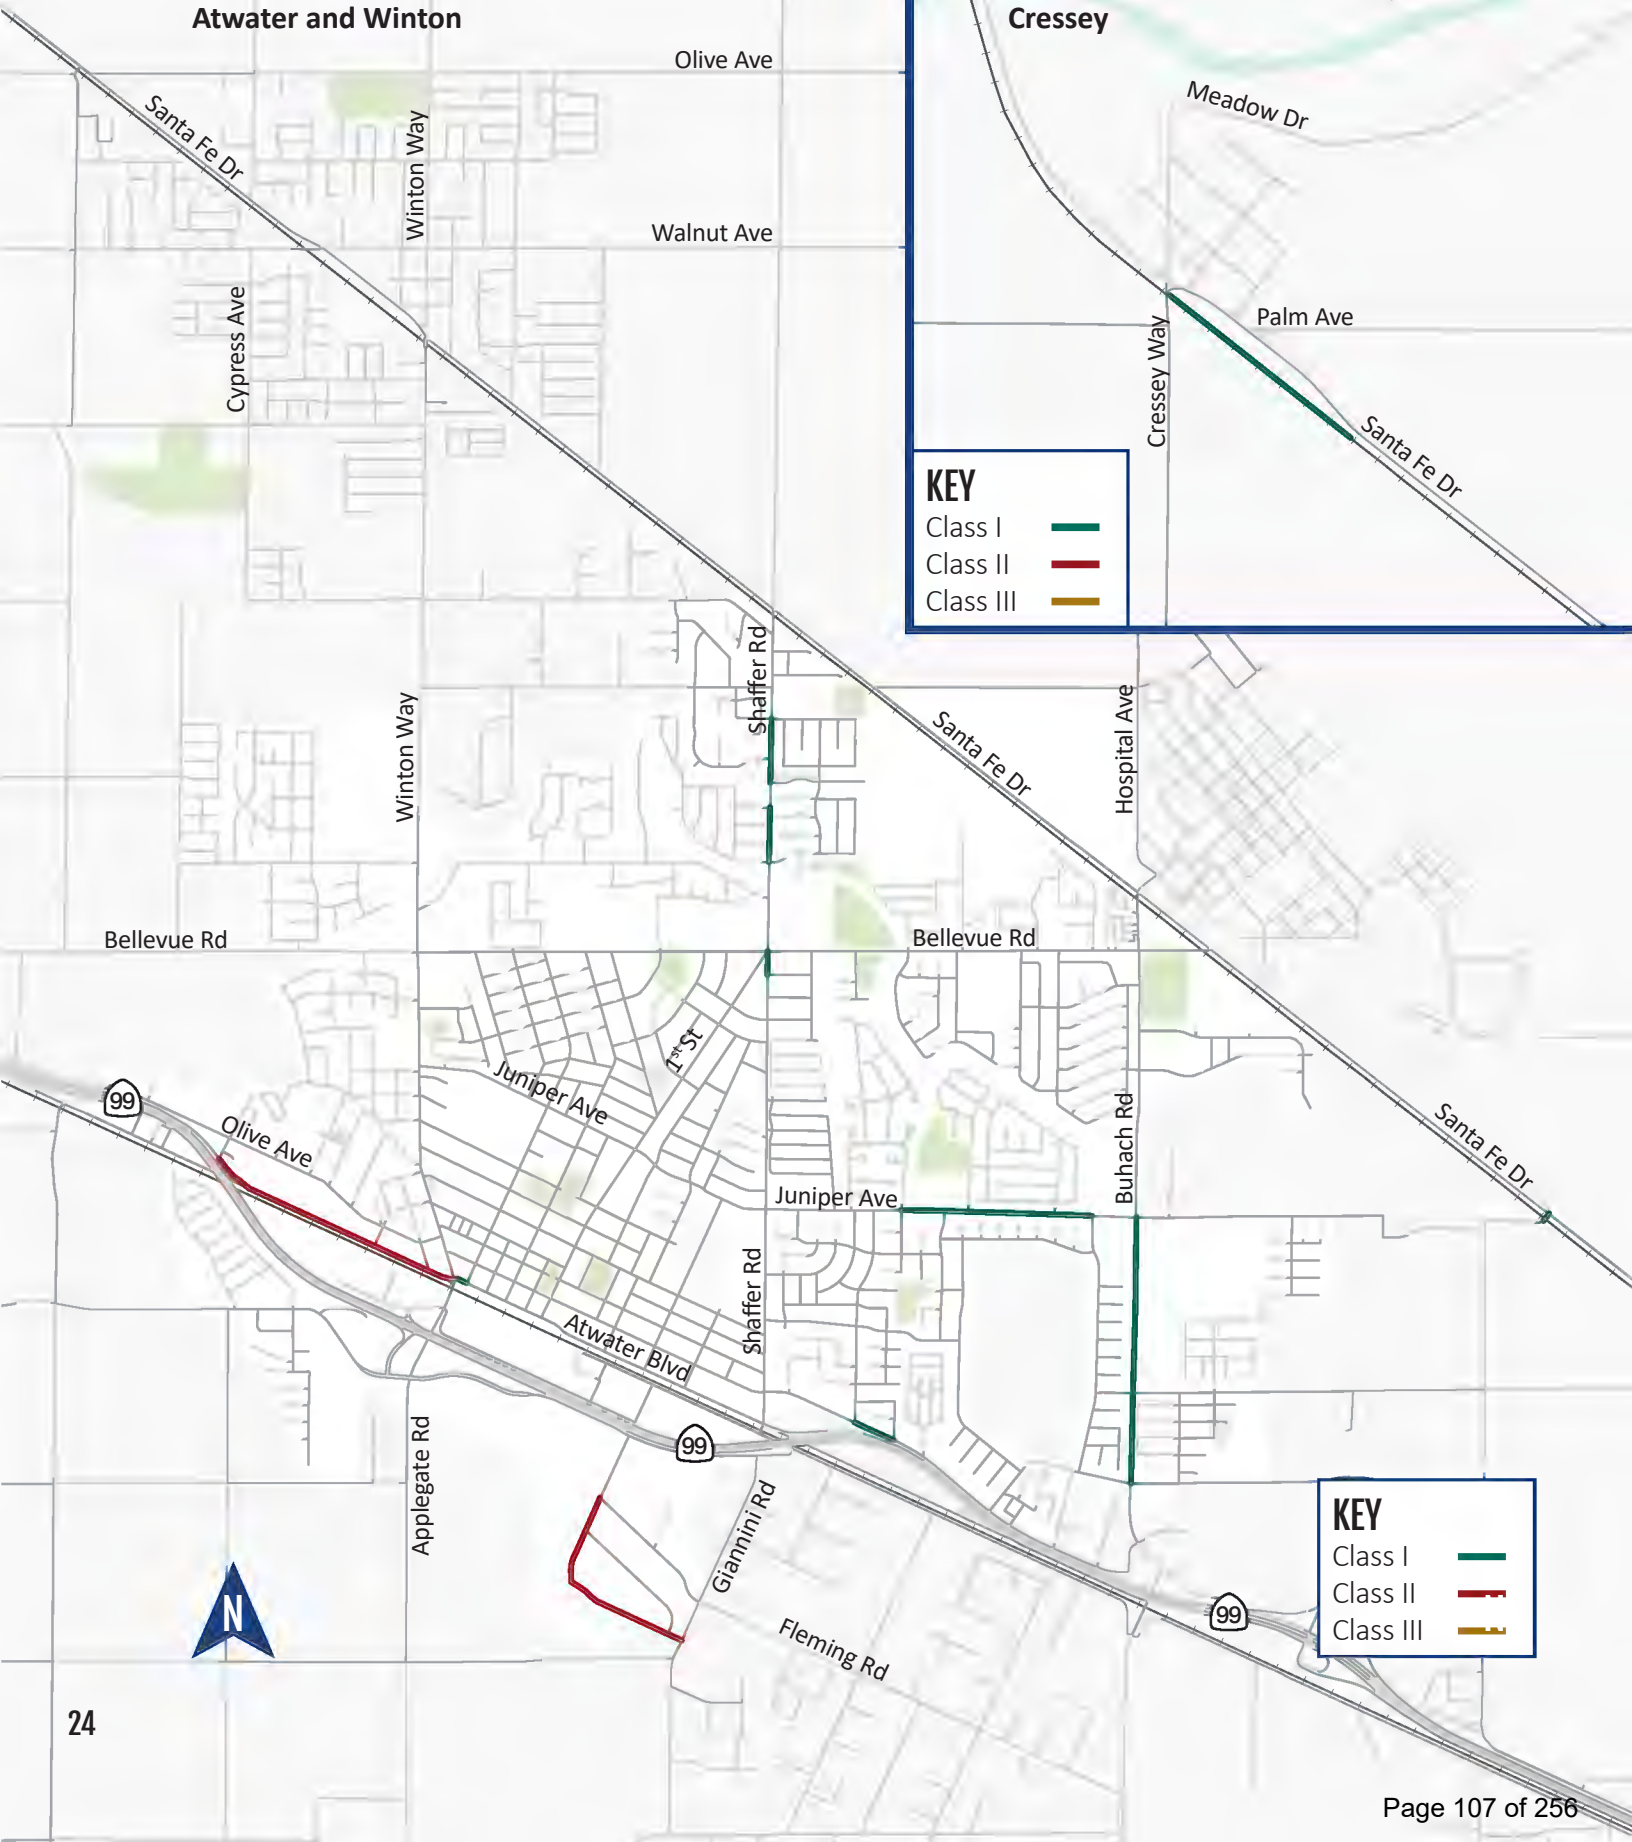 Atwater and Winton
Cressey
Olive Ave
Santa Fe Dr
Winton Way
Meadow Dr
Walnut Ave
Cypress Ave
Palm Ave
Cressey Way
Santa Fe Dr
KEY
Class I
Class II
Class III
Shaffer Rd
Winton Way
Santa Fe Dr
Hospital Ave
Bellevue Rd
Bellevue Rd
1st St
Juniper Ave
99
Olive Ave
Buhach Rd
Santa Fe Dr
Juniper Ave
Shaffer Rd
Atwater Blvd
Applegate Rd
99
Giannini Rd
KEY
Class I
Class II
Class III
N
99
Fleming Rd
24
Page 107 of 256